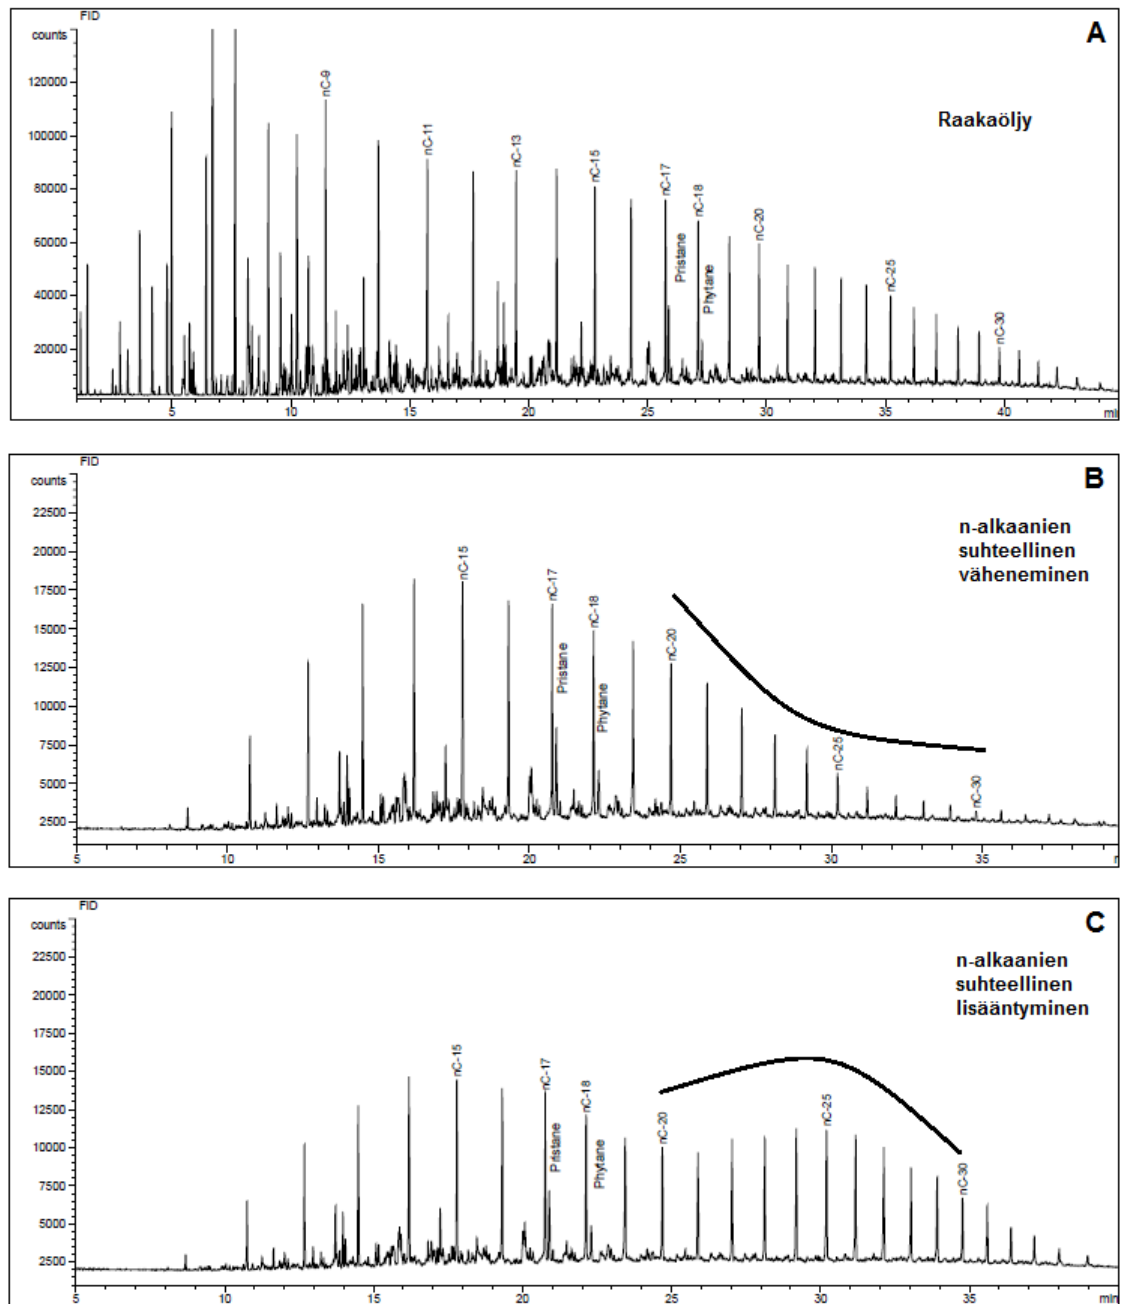 FID
counts
A
120000
100000
80000
60000
40000
20000
nC-9
nC-11
nC-13
nC-15
nC-17
Pristane
nC-18
Phytane
nC-20
nC-25
nC-30
Raakaöljy
5
10
15
20
25
30
35
40
FID
counts
B
22500
20000
17500
15000
12500
10000
7500
5000
2500
nC-15
nC-17
Pristane
nC-18
Phytane
nC-20
nC-25
nC-30
n-alkaanien
suhteellinen
väheneminen
5
10
15
20
25
30
35
FID
counts
C
22500
20000
17500
15000
12500
10000
7500
5000
2500
nC-15
nC-17
Pristane
nC-18
Phytane
nC-20
nC-25
nC-30
n-alkaanien
suhteellinen
lisääntyminen
5
10
15
20
25
30
35
min